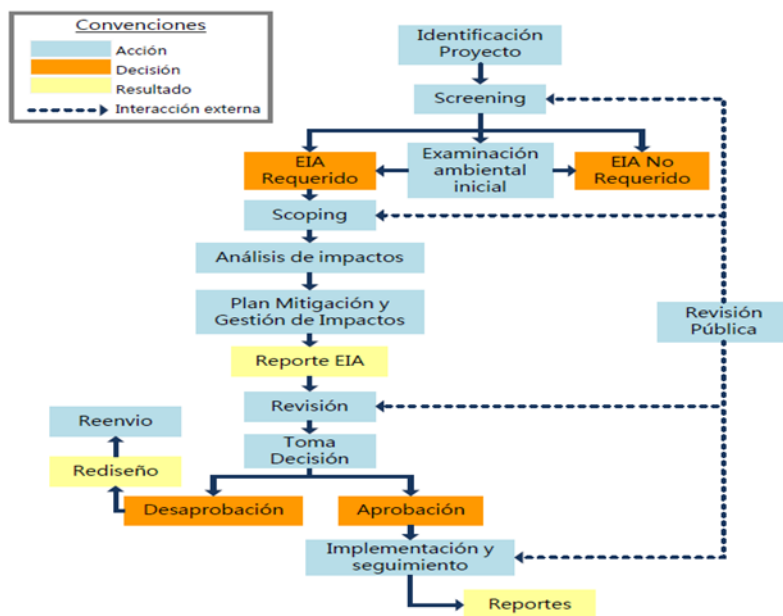 Convenciones
Acción
Decisión
Resultado
Interacción externa
Identificación
Proyecto
Screening
EIA
Requerido
Examinación
ambiental
inicial
EIA No
Requerido
Scoping
Análisis de impactos
Plan Mitigación y
Gestión de Impactos
Revisión
Pública
Reporte EIA
Revisión
Reenvio
Toma
Decisión
Rediseño
Desaprobación
Aprobación
Implementación y
seguimiento
Reportes